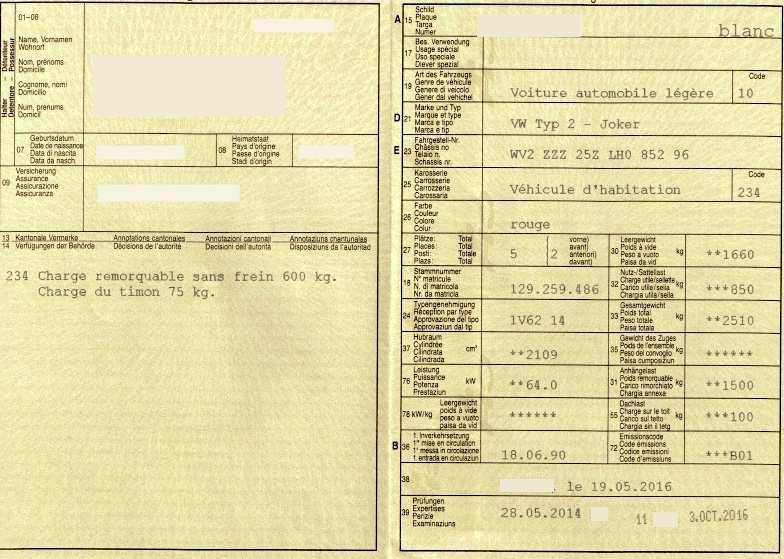 01-06
Halter – Détenteur
Detentore – Possessur
Name, Vornamen
Wohnort
Nom, prénoms
Domicile
Cognome, nomi
Domicilio
Num, prenums
Domicil
07 Geburtsdatum
Date de naissance
Data di nascita
Data da nasch.
08 Heimatstaat
Pays d'origine
Paese d'origine
Stadi d'origin
09 Versicherung
Assurance
Assicurazione
Assicuranza
13 Kantonale Vermerke Annotations cantonales Annotazioni cantonali Annotaziuns chantunalas
14 Verfügungen der Behörde Décisions de l'autorité Decisioni dell'autorità Disposiziuns da l'autoritad
234 Charge remorquable sans frein 600 kg.
Charge du timon 75 kg.
A 15 Schild
Plaque
Targa
Numer
blanc
17 Bes. Verwendung
Usage spécial
Uso speciale
Diever spezial
19 Art des Fahrzeugs
Genre de véhicule
Genere di veicolo
Gener dal vehichel
Voiture automobile légère
Code
10
D 21 Marke und Typ
Marque et type
Marca e tipo
Marca e tip
VW Typ 2 - Joker
E 23 Fahrgestell-Nr.
Châssis no
Telaio n.
Schassis nr.
WV2 ZZZ 25Z LH0 852 96
25 Karosserie
Carrosserie
Carrozzeria
Carossaria
Véhicule d'habitation
Code
234
26 Farbe
Couleur
Colore
Colur
rouge
27 Plätze: Total
Places: Total
Posti: Totale
Plazs: Total
5
2
vorne)
avant)
anteriori)
davant)
30 Leergewicht
Poids à vide
Peso a vuoto
Paisa da vid
kg
**1660
18 Stammnummer
N° matricule
N. di matricola
Nr. da matricla
129.259.486
32 Nutz-/Sattellast
Charge utile/sellette
Carico utile/sella
Chargia utila/sella
kg
***850
24 Typengenehmigung
Réception par type
Approvazione del tipo
Approvaziun dal tip
1V62 14
33 Gesamtgewicht
Poids total
Peso totale
Paisa totala
kg
**2510
37 Hubraum
Cylindrée
Cilindrata
Cilindrada
cm³
**2109
35 Gewicht des Zuges
Poids de l'ensemble
Peso del convoglio
Paisa cumposiziun
kg
******
76 Leistung
Puissance
Potenza
Prestaziun
kW
**64.0
31 Anhängelast
Poids remorquable
Carico rimorchiato
Chargia annexa
kg
**1500
78 kW/kg Leergewicht
poids à vide
peso a vuoto
paisa da vid
******
55 Dachlast
Charge sur le toit
Carico sul tetto
Chargia sin il tetg
kg
***100
B 36 1. Inverkehrsetzung
1re mise en circulation
1a messa in circolazione
1. entrada en circulaziun
18.06.90
72 Emissionscode
Code émissions
Codice emissioni
Code d'emissiuns
***B01
38
, le 19.05.2016
39 Prüfungen
Expertises
Perizie
Examinaziuns
28.05.2014
11
3.OCT.2016